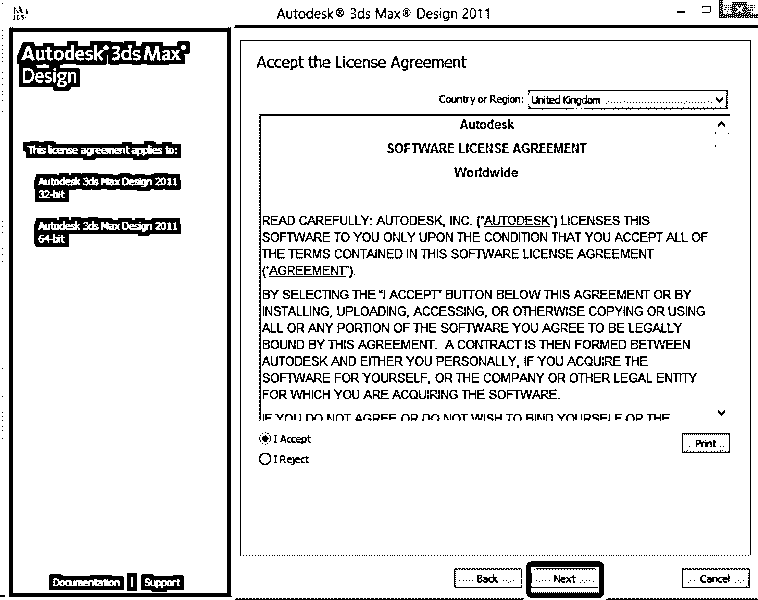 Autodesk® 3ds Max® Design 2011
Autodesk® 3ds Max®
Design
This license agreement applies to:
Autodesk 3ds Max Design 2011
32-bit
Autodesk 3ds Max Design 2011
64-bit
Documentation | Support
Accept the License Agreement
Country or Region: United Kingdom
Autodesk
SOFTWARE LICENSE AGREEMENT
Worldwide
READ CAREFULLY: AUTODESK, INC. ("AUTODESK") LICENSES THIS
SOFTWARE TO YOU ONLY UPON THE CONDITION THAT YOU ACCEPT ALL OF
THE TERMS CONTAINED IN THIS SOFTWARE LICENSE AGREEMENT
("AGREEMENT").
BY SELECTING THE "I ACCEPT" BUTTON BELOW THIS AGREEMENT OR BY
INSTALLING, UPLOADING, ACCESSING, OR OTHERWISE COPYING OR USING
ALL OR ANY PORTION OF THE SOFTWARE YOU AGREE TO BE LEGALLY
BOUND BY THIS AGREEMENT. A CONTRACT IS THEN FORMED BETWEEN
AUTODESK AND EITHER YOU PERSONALLY, IF YOU ACQUIRE THE
SOFTWARE FOR YOURSELF, OR THE COMPANY OR OTHER LEGAL ENTITY
FOR WHICH YOU ARE ACQUIRING THE SOFTWARE.
IF YOU DO NOT AGREE OR DO NOT WISH TO BIND YOURSELF OR THE
I Accept
I Reject
Print
Back
Next
Cancel